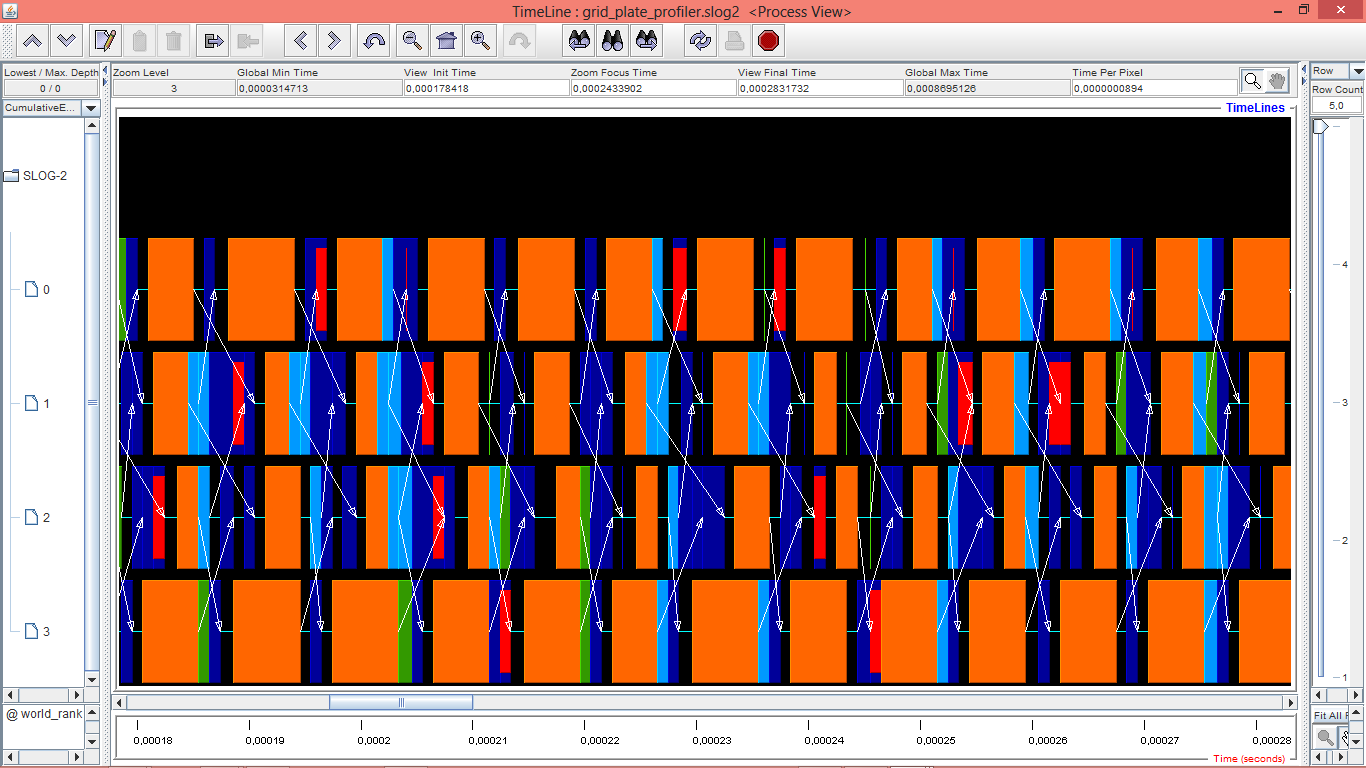 TimeLine : grid_plate_profiler.slog2 <Process View>
Lowest / Max. Depth
0 / 0
Zoom Level
3
Global Min Time
0,0000314713
View Init Time
0,000178418
Zoom Focus Time
0,0002433902
View Final Time
0,0002831732
Global Max Time
0,0008695126
Time Per Pixel
0,0000000894
Row
Row Count
5,0
CumulativeE...
TimeLines
SLOG-2
0
1
2
3
4
3
2
1
@ world_rank
Fit All
0,00018
0,00019
0,0002
0,00021
0,00022
0,00023
0,00024
0,00025
0,00026
0,00027
0,00028
Time (seconds)